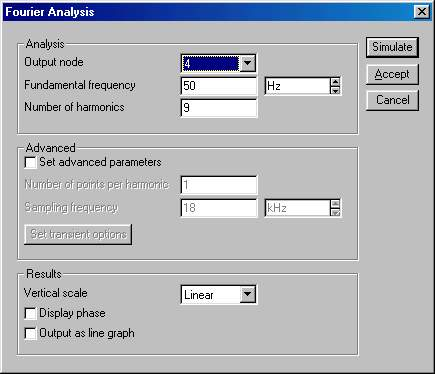 Fourier Analysis
Analysis
Simulate
Output node 4
Accept
Fundamental frequency 50 Hz
Cancel
Number of harmonics 9
Advanced
Set advanced parameters
Number of points per harmonic 1
Sampling frequency 18 kHz
Set transient options
Results
Vertical scale Linear
Display phase
Output as line graph